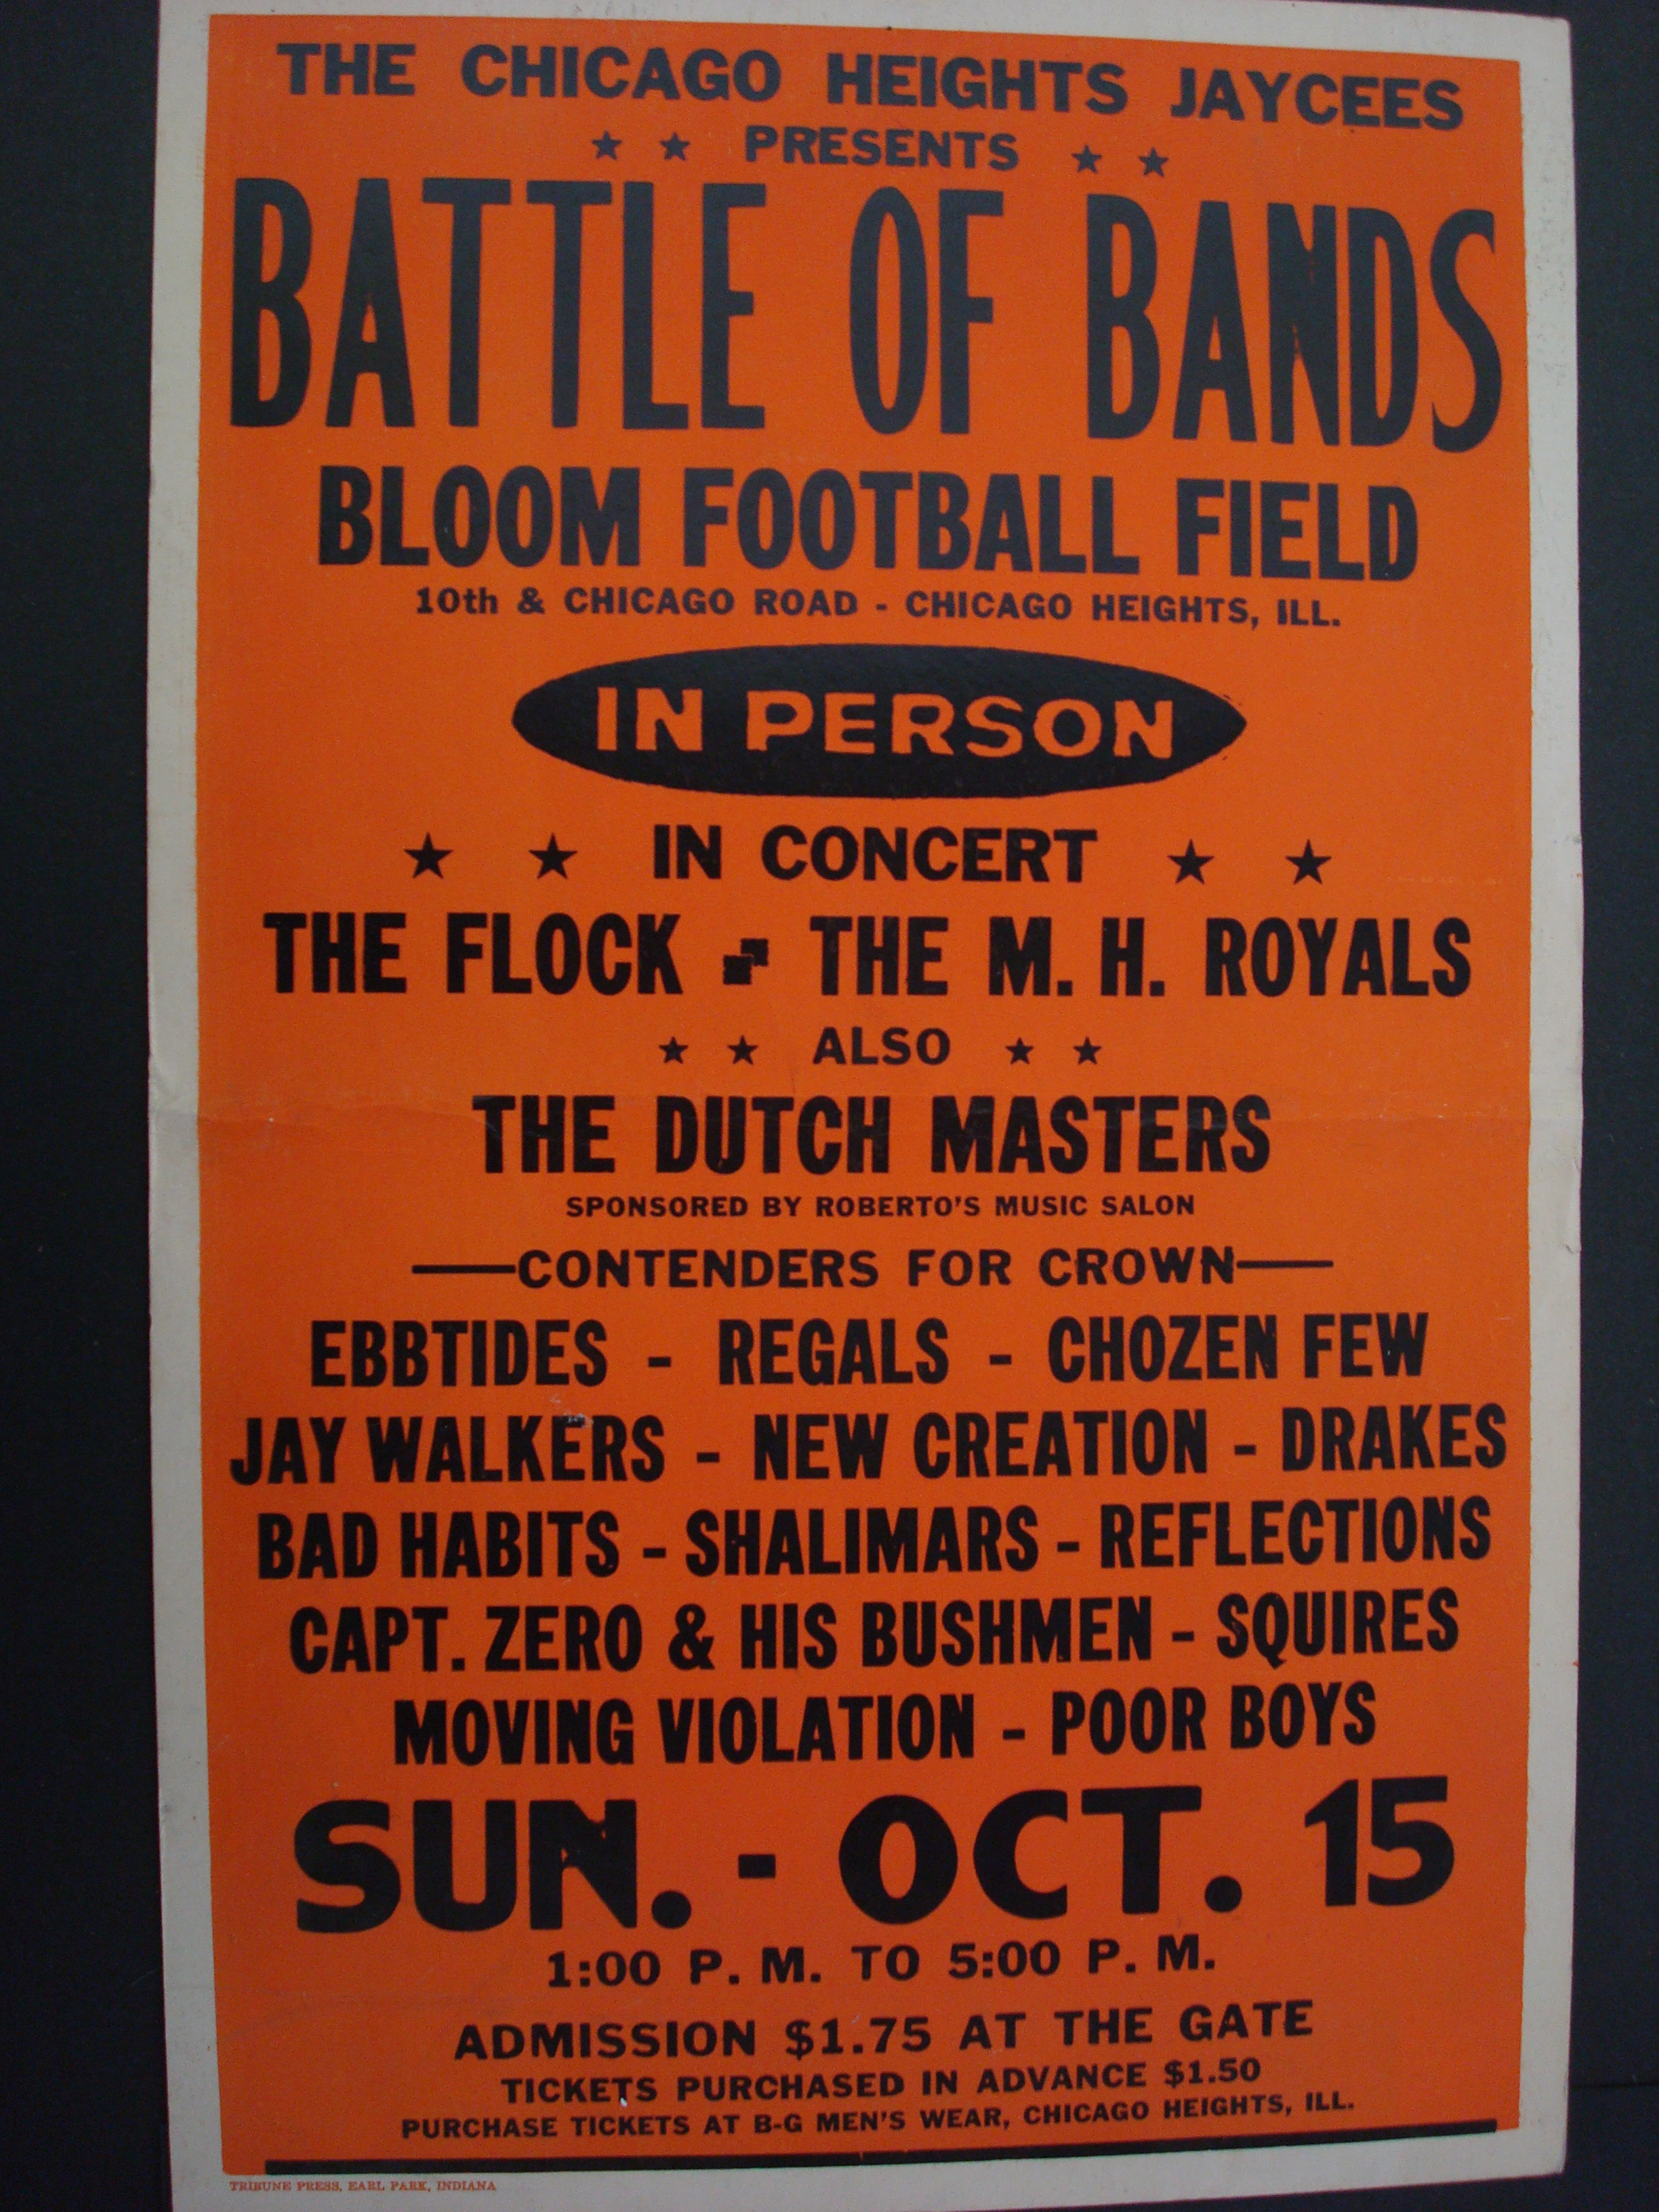 THE CHICAGO HEIGHTS JAYCEES
★ ★ PRESENTS ★ ★
BATTLE OF BANDS
BLOOM FOOTBALL FIELD
10th & CHICAGO ROAD - CHICAGO HEIGHTS, ILL.
IN PERSON
★ ★ IN CONCERT ★ ★
THE FLOCK - THE M. H. ROYALS
★ ★ ALSO ★ ★
THE DUTCH MASTERS
SPONSORED BY ROBERTO'S MUSIC SALON
—CONTENDERS FOR CROWN—
EBBTIDES - REGALS - CHOZEN FEW
JAY WALKERS - NEW CREATION - DRAKES
BAD HABITS - SHALIMARS - REFLECTIONS
CAPT. ZERO & HIS BUSHMEN - SQUIRES
MOVING VIOLATION - POOR BOYS
SUN. - OCT. 15
1:00 P. M. TO 5:00 P. M.
ADMISSION $1.75 AT THE GATE
TICKETS PURCHASED IN ADVANCE $1.50
PURCHASE TICKETS AT B-G MEN'S WEAR, CHICAGO HEIGHTS, ILL.
TRIBUNE PRESS, EARL PARK, INDIANA